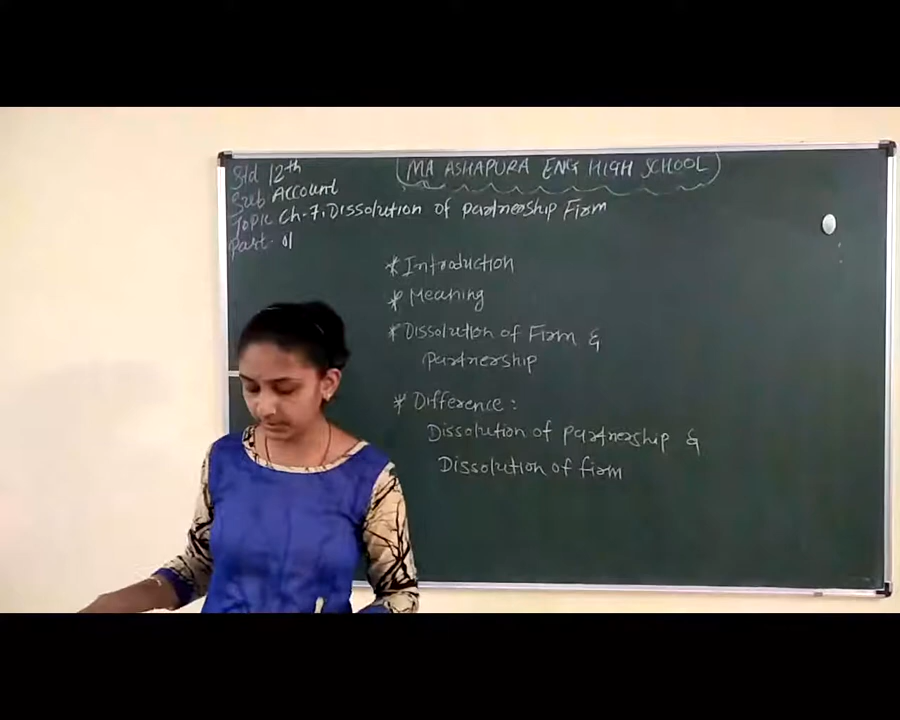 MA ASHAPURA ENG HIGH SCHOOL
Std 12th
Sub Account
Topic Ch-7. Dissolution of partnership Firm
Part. 01
* Introduction
* Meaning
* Dissolution of Firm &
Partnership
* Difference :
Dissolution of partnership &
Dissolution of firm